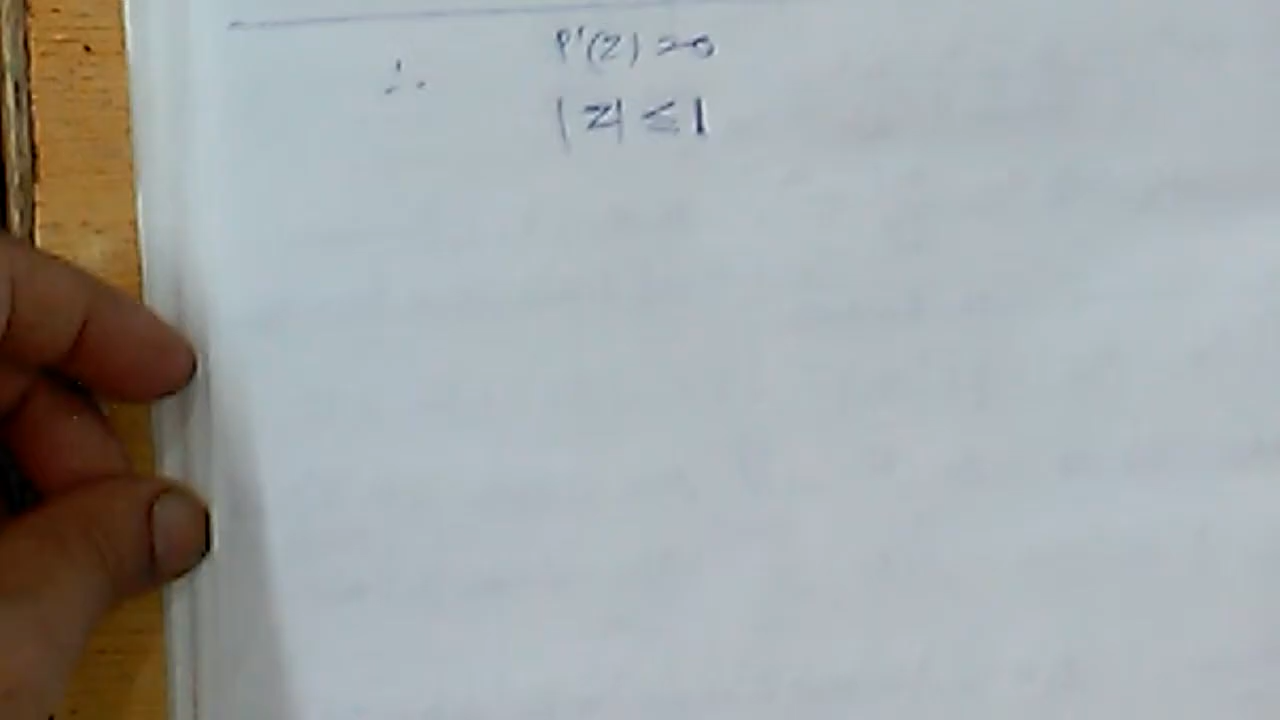 P'(z) = 0
∴
|z| ≤ 1